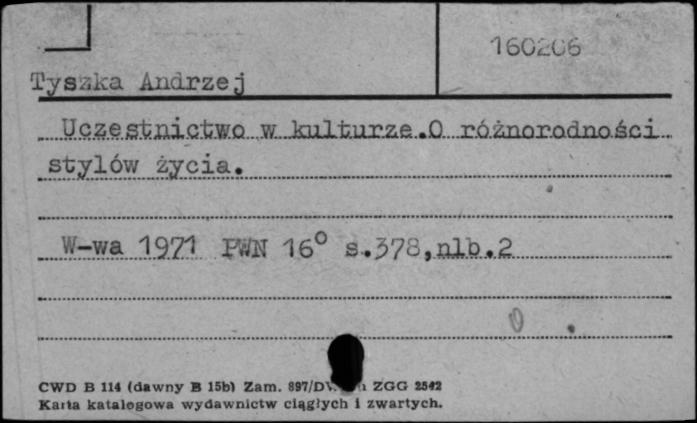 160206
Tyszka Andrzej
Uczestnictwo w kulturze.O różnorodności
stylów życia.
W-wa 1971 PWN 16° s.378,nlb.2
0
CWD B 114 (dawny B 15b) Zam. 897/ ZGG 2542
Karta katalogowa wydawnictw ciągłych i zwartych.